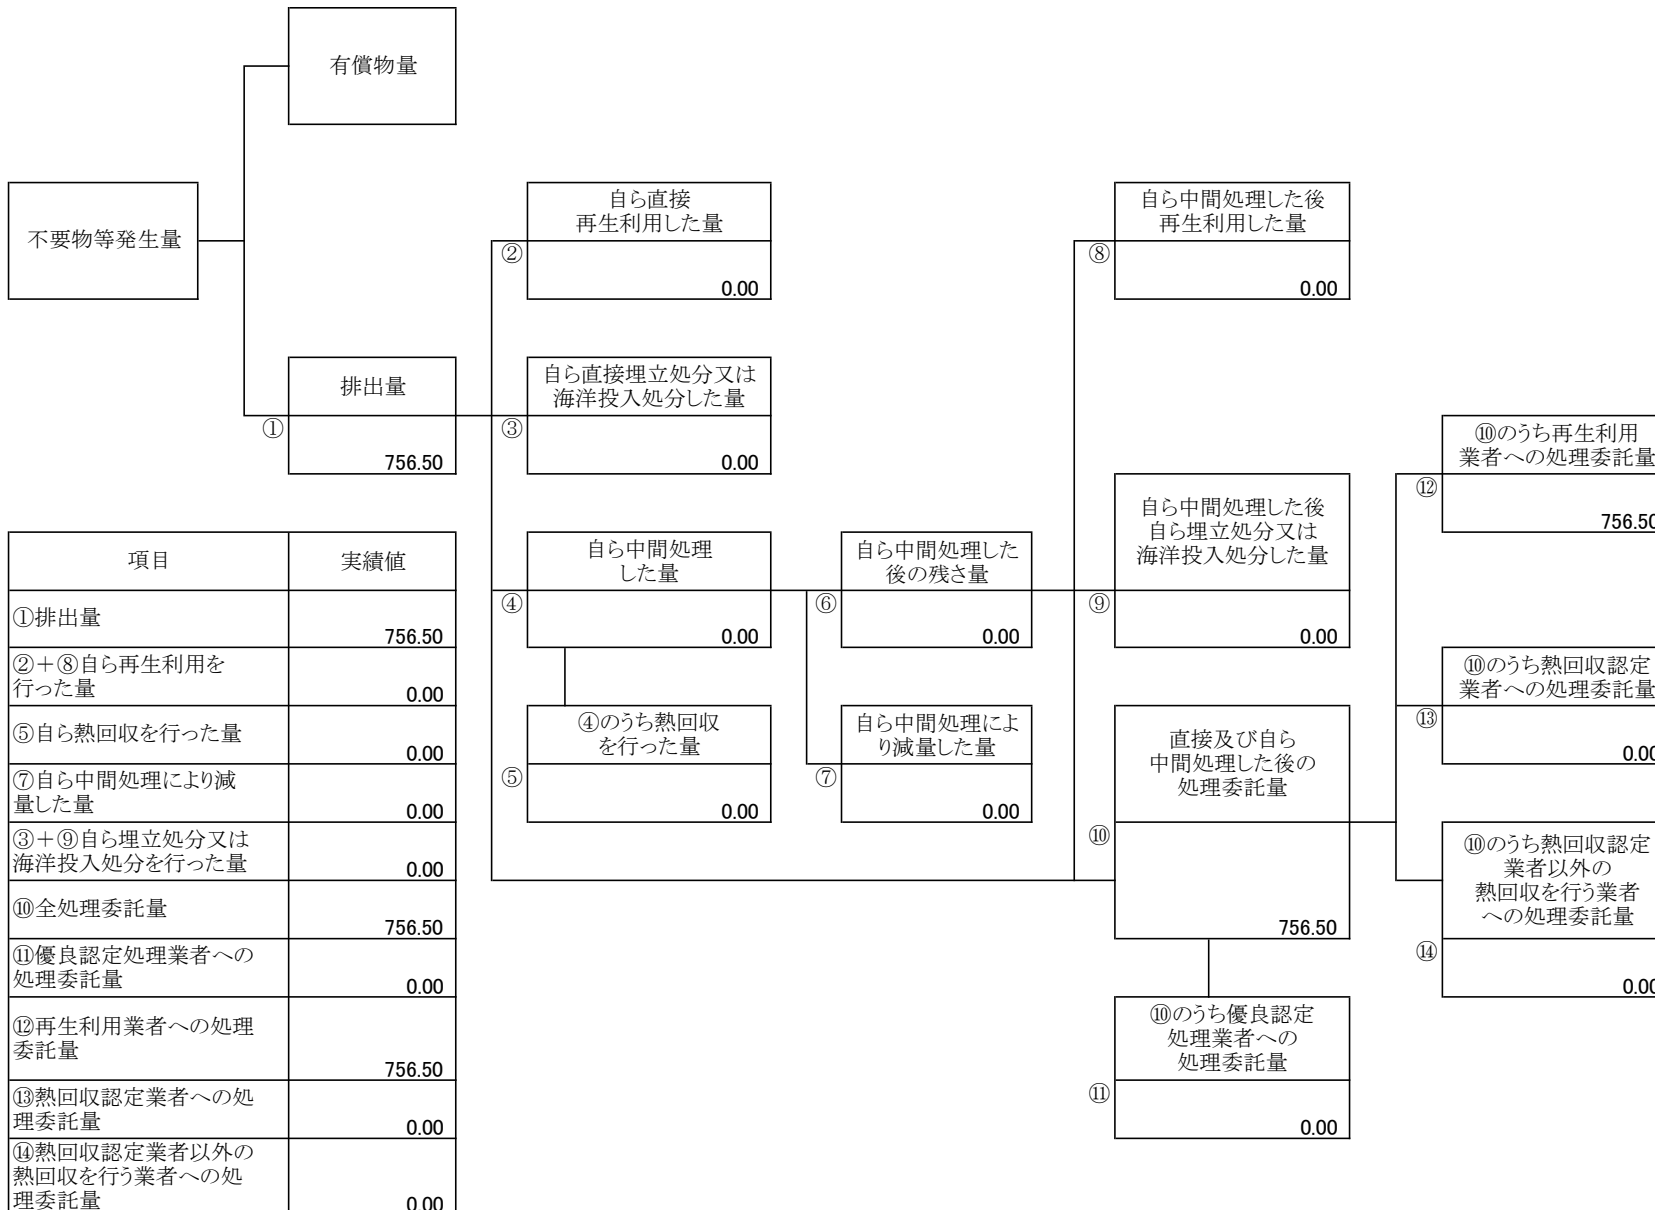 有償物量
不要物等発生量
自ら直接
再生利用した量
②
0.00
自ら中間処理した後
再生利用した量
⑧
0.00
排出量
①
756.50
自ら直接埋立処分又は
海洋投入処分した量
③
0.00
⑩のうち再生利用
業者への処理委託量
⑫
756.50
自ら中間処理
した量
④
0.00
自ら中間処理した
後の残さ量
⑥
0.00
自ら中間処理した後
自ら埋立処分又は
海洋投入処分した量
⑨
0.00
⑩のうち熱回収認定
業者への処理委託量
⑬
0.00
④のうち熱回収
を行った量
⑤
0.00
自ら中間処理によ
り減量した量
⑦
0.00
直接及び自ら
中間処理した後の
処理委託量
⑩
756.50
⑩のうち熱回収認定
業者以外の
熱回収を行う業者
への処理委託量
⑭
0.00
⑩のうち優良認定
処理業者への
処理委託量
⑪
0.00
項目 実績値
①排出量
756.50
②＋⑧自ら再生利用を
行った量
0.00
⑤自ら熱回収を行った量
0.00
⑦自ら中間処理により減
量した量
0.00
③＋⑨自ら埋立処分又は
海洋投入処分を行った量
0.00
⑩全処理委託量
756.50
⑪優良認定処理業者への
処理委託量
0.00
⑫再生利用業者への処理
委託量
756.50
⑬熱回収認定業者への処
理委託量
0.00
⑭熱回収認定業者以外の
熱回収を行う業者への処
理委託量
0.00